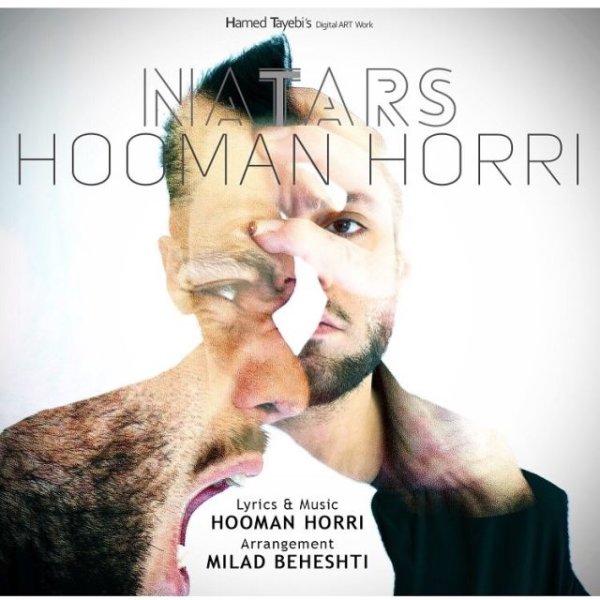 Hamed Tayebi's Digital ART Work
NATARS
HOOMAN HORRI
Lyrics & Music
HOOMAN HORRI
Arrangement
MILAD BEHESHTI